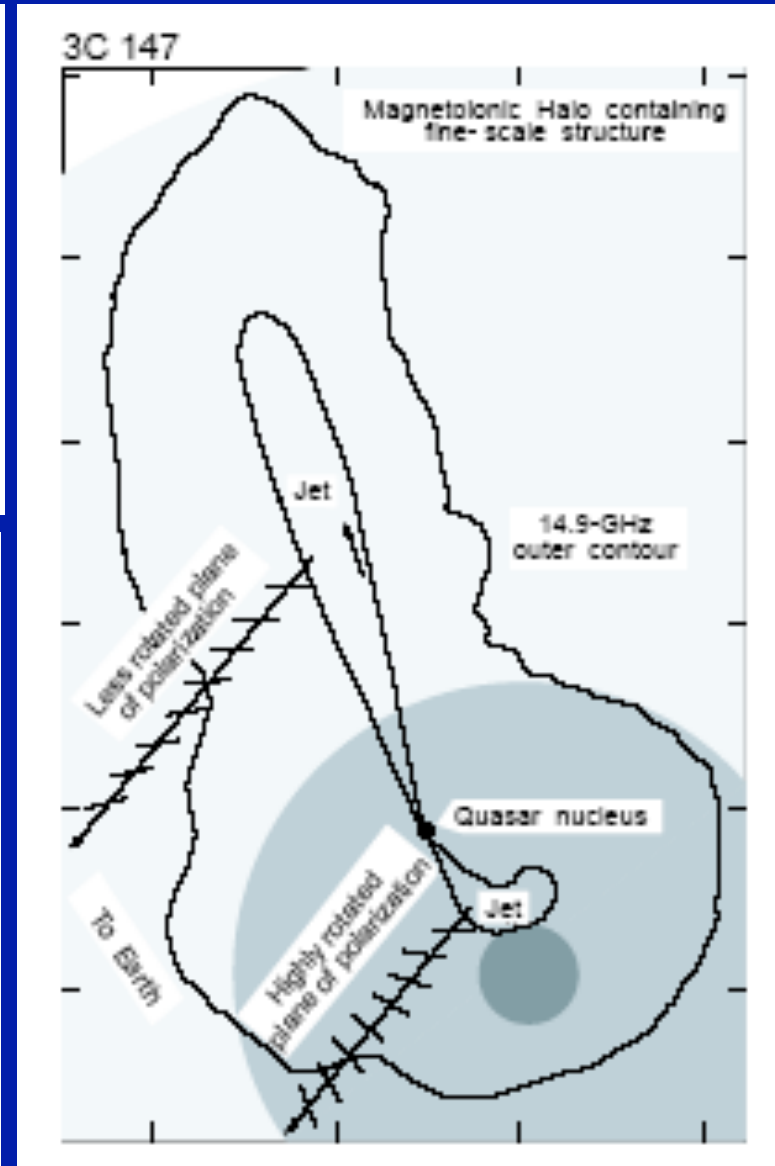 3C 147
Magnetoionic Halo containing
fine-scale structure
Jet
14.9-GHz
outer contour
Less rotated plane
of polarization
Quasar nucleus
Jet
Highly rotated
plane of polarization
To Earth